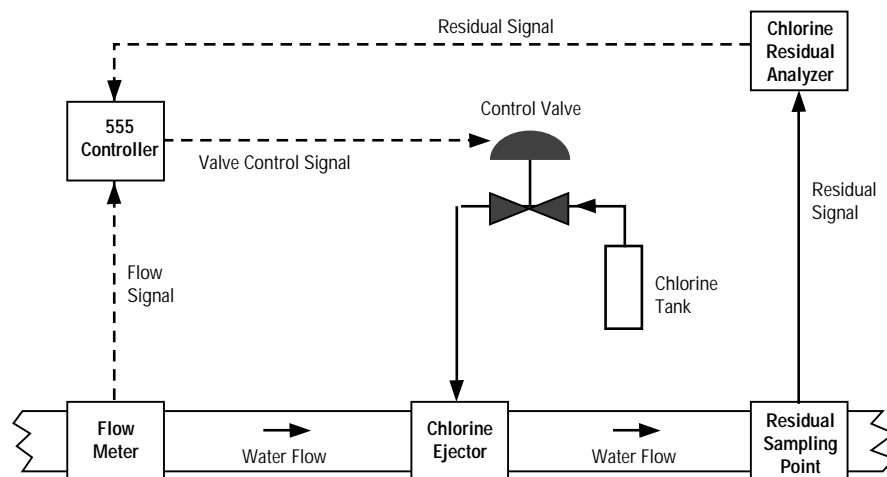 Residual Signal
Chlorine
Residual
Analyzer
555
Controller
Valve Control Signal
Control Valve
Residual
Signal
Flow
Signal
Chlorine
Tank
Flow
Meter
Water Flow
Chlorine
Ejector
Water Flow
Residual
Sampling
Point